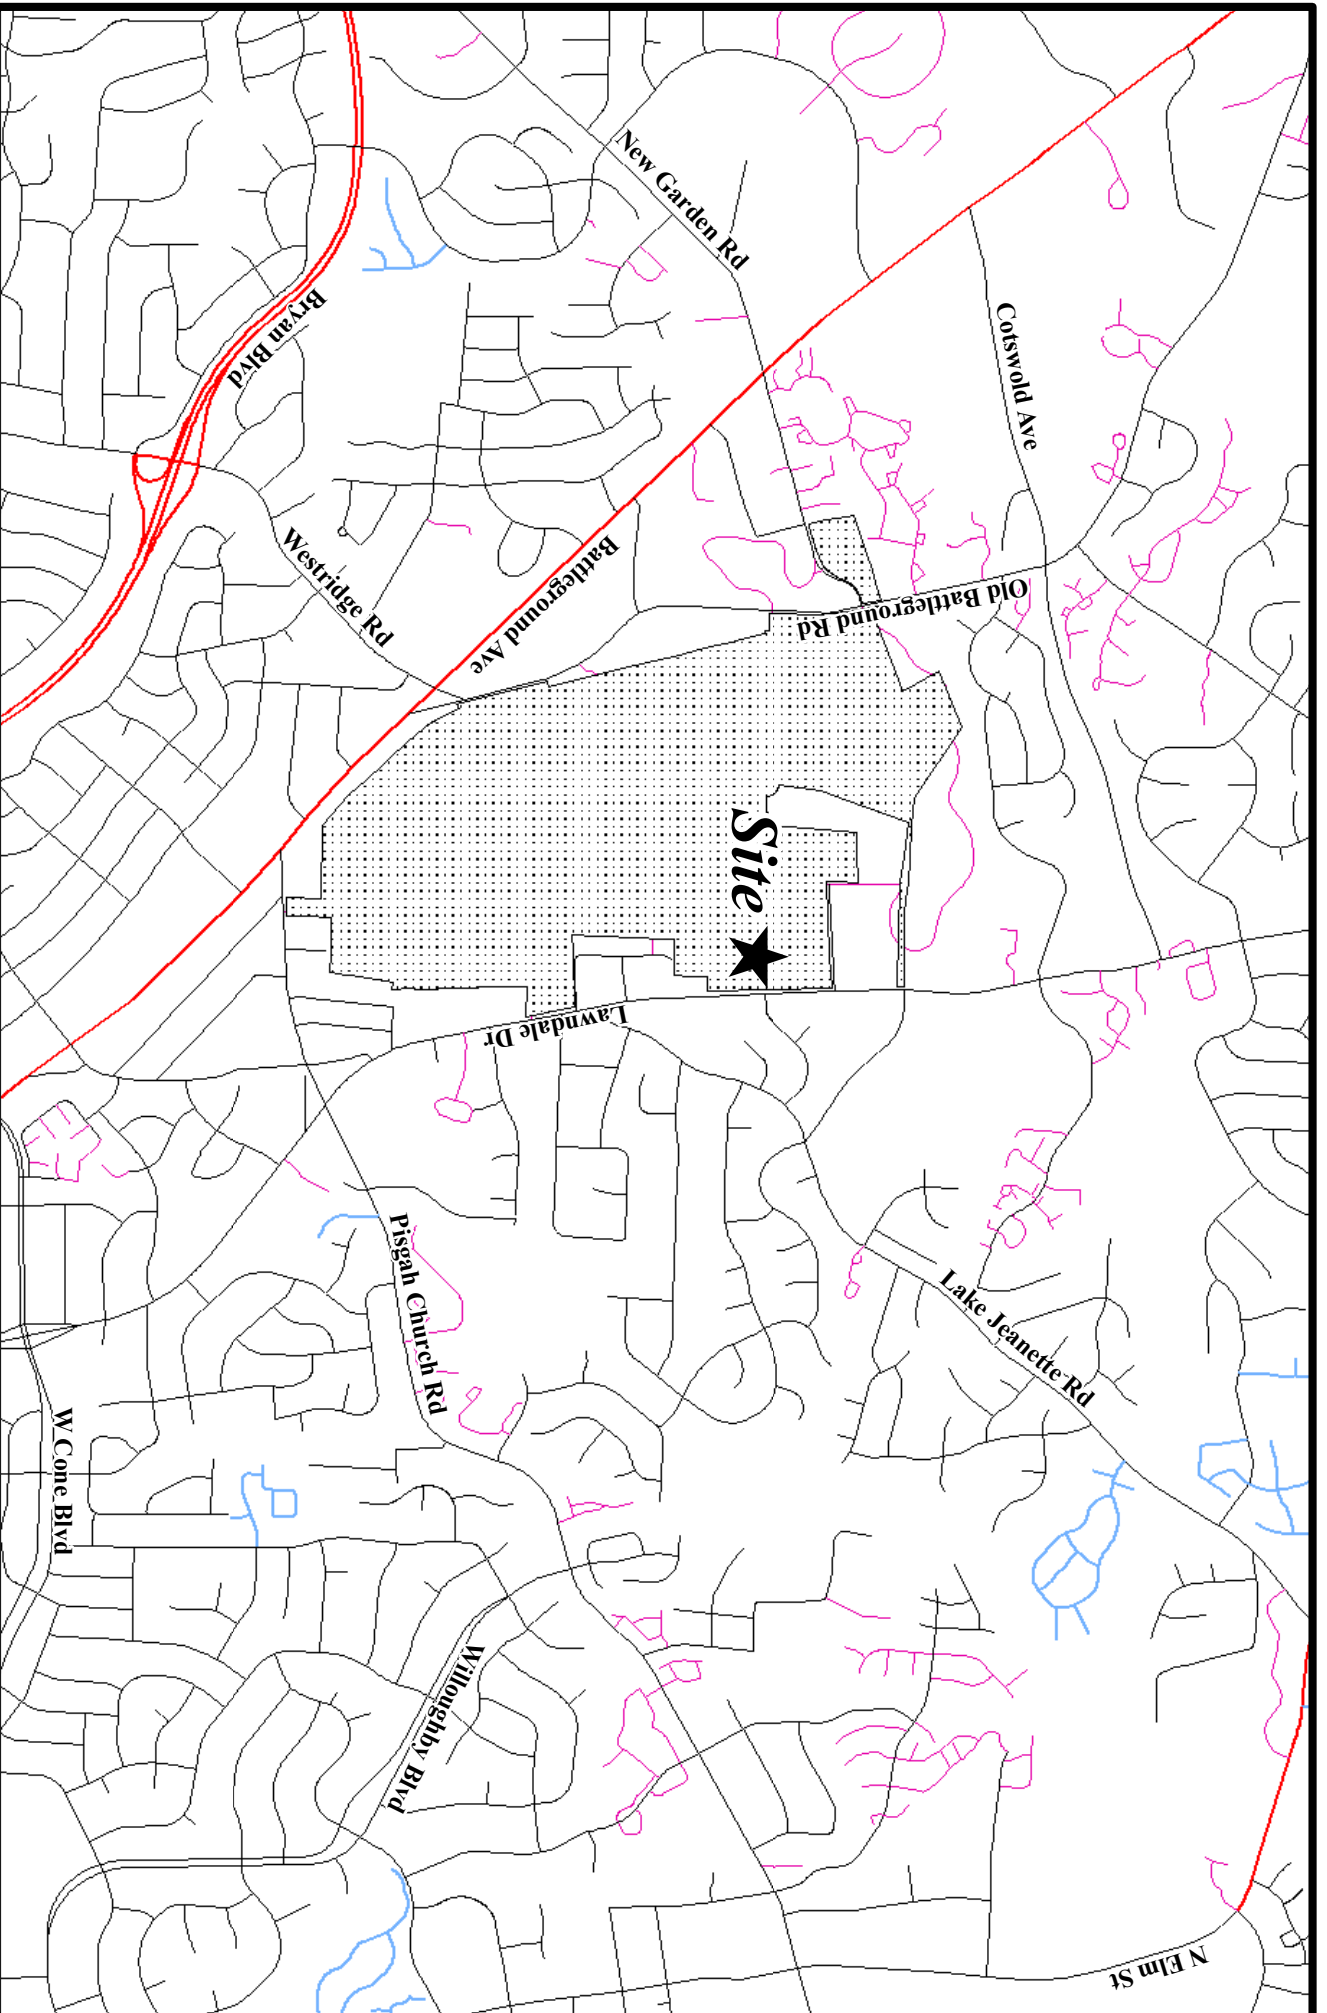 New Garden Rd
Bryan Blvd
Cotswold Ave
Westridge Rd
Battleground Ave
Old Battleground Rd
Site
Lawndale Dr
Pisgah Church Rd
Lake Jeanette Rd
W Cone Blvd
Willoughby Blvd
N Elm St